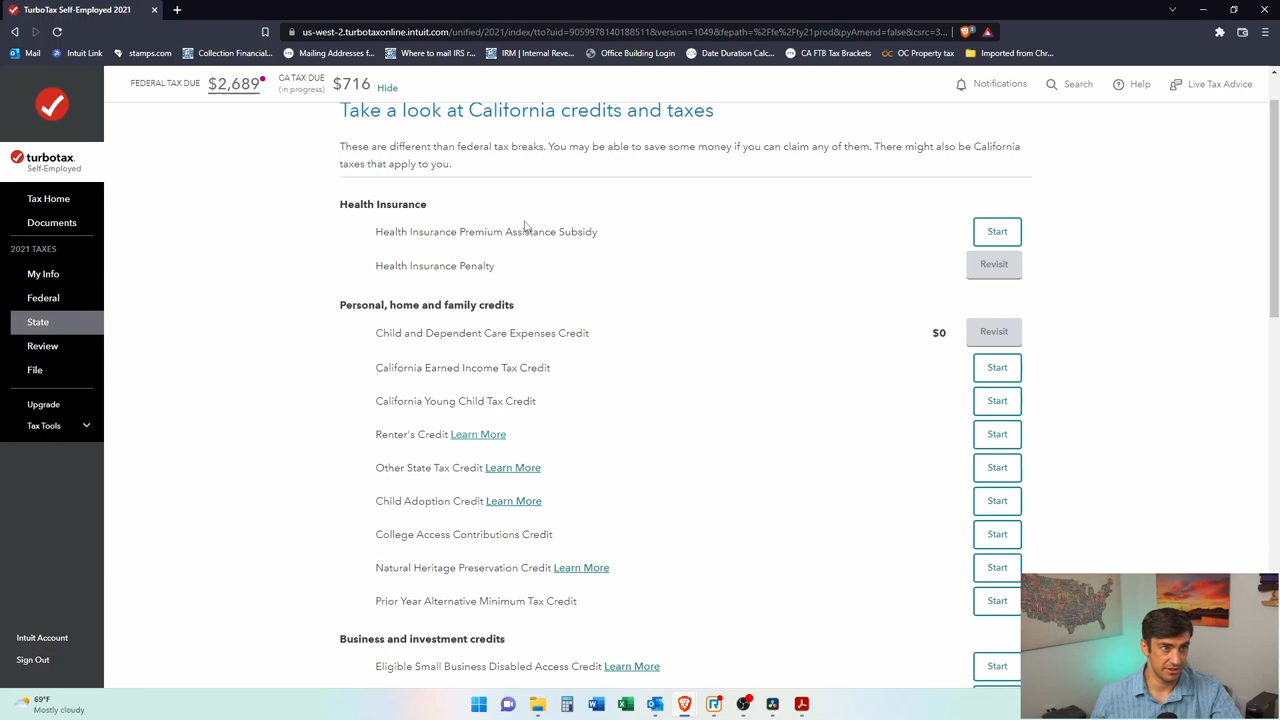 TurboTax Self-Employed 2021
us-west-2.turbotaxonline.intuit.com/unified/2021/index/tto?uid=9059978140188511&version=1049&fepath=%2Ffe%2Fty21prod&pyAmend=false&csrc=3...
Mail
Intuit Link
stamps.com
Collection Financial...
Mailing Addresses f...
Where to mail IRS r...
IRM | Internal Reve...
Office Building Login
Date Duration Calc...
CA FTB Tax Brackets
OC Property tax
Imported from Chr...
FEDERAL TAX DUE $2,689
CA TAX DUE (in progress) $716 Hide
Notifications
Search
Help
Live Tax Advice
turbotax
Self-Employed
Tax Home
Documents
2021 TAXES
My Info
Federal
State
Review
File
Upgrade
Tax Tools
Intuit Account
Sign Out
Take a look at California credits and taxes
These are different than federal tax breaks. You may be able to save some money if you can claim any of them. There might also be California
taxes that apply to you.
Health Insurance
Health Insurance Premium Assistance Subsidy Start
Health Insurance Penalty Revisit
Personal, home and family credits
Child and Dependent Care Expenses Credit $0 Revisit
California Earned Income Tax Credit Start
California Young Child Tax Credit Start
Renter's Credit Learn More Start
Other State Tax Credit Learn More Start
Child Adoption Credit Learn More Start
College Access Contributions Credit Start
Natural Heritage Preservation Credit Learn More Start
Prior Year Alternative Minimum Tax Credit Start
Business and investment credits
Eligible Small Business Disabled Access Credit Learn More Start
69°F
Mostly cloudy